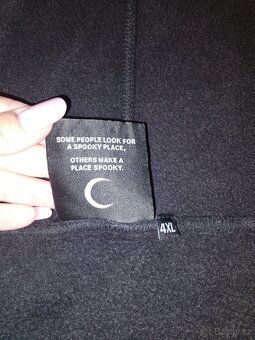 SOME PEOPLE LOOK FOR
A SPOOKY PLACE,
OTHERS MAKE A
PLACE SPOOKY.
4XL